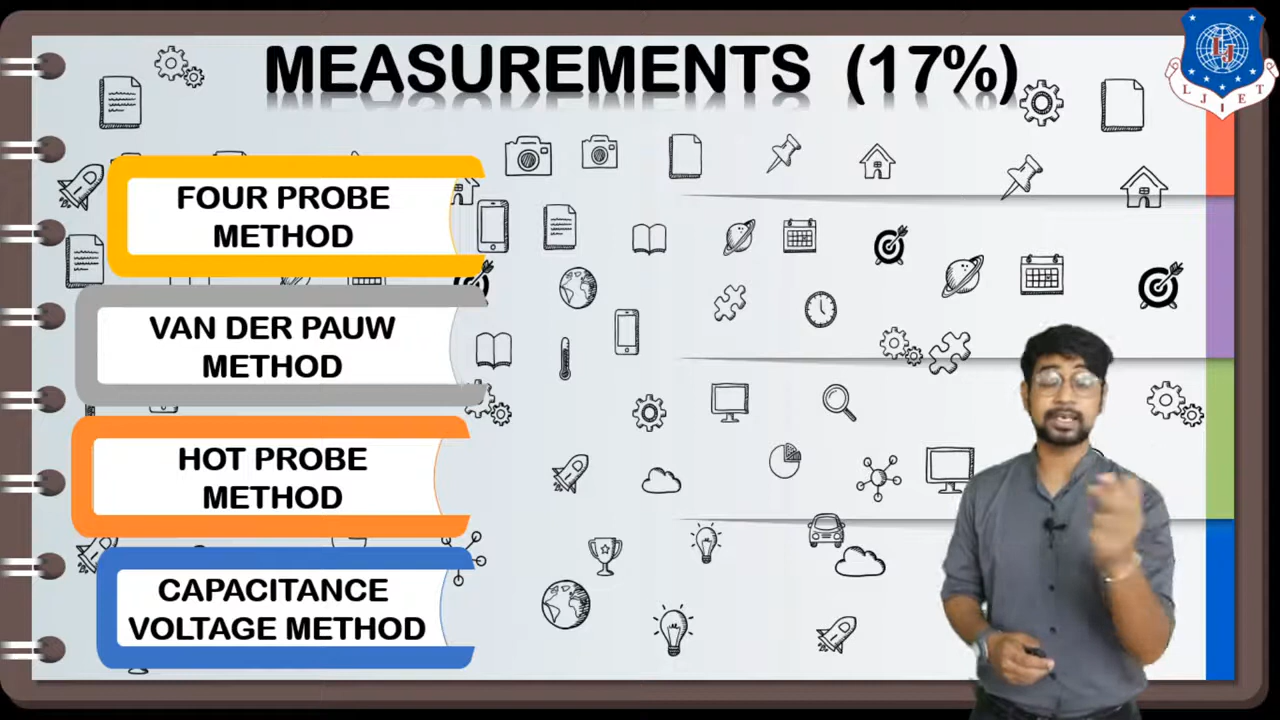 MEASUREMENTS (17%)
LJIET
FOUR PROBE
METHOD
VAN DER PAUW
METHOD
HOT PROBE
METHOD
CAPACITANCE
VOLTAGE METHOD